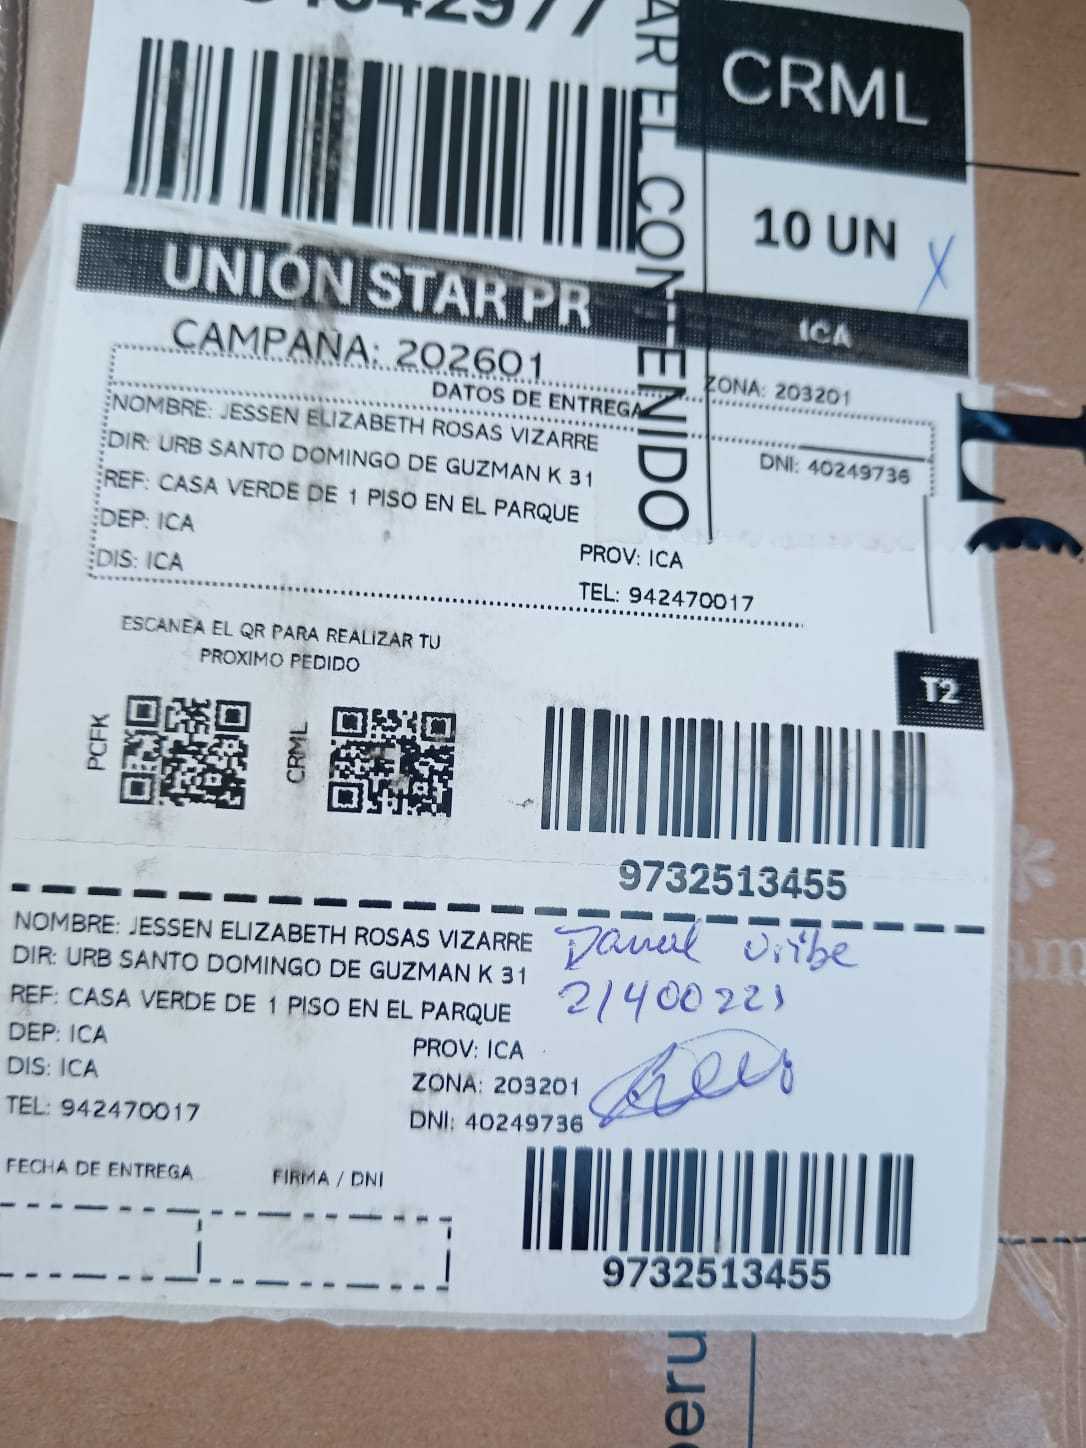 CRML
10 UN
AR EL CONTENIDO
UNIÓN STAR PR
ICA
CAMPAÑA: 202601
ZONA: 203201
DATOS DE ENTREGA
NOMBRE: JESSEN ELIZABETH ROSAS VIZARRE
DNI: 40249736
DIR: URB SANTO DOMINGO DE GUZMAN K 31
REF: CASA VERDE DE 1 PISO EN EL PARQUE
DEP: ICA
PROV: ICA
DIS: ICA
TEL: 942470017
ESCANEA EL QR PARA REALIZAR TU
PROXIMO PEDIDO
T2
PCFK
CRML
9732513455
NOMBRE: JESSEN ELIZABETH ROSAS VIZARRE
DIR: URB SANTO DOMINGO DE GUZMAN K 31
Uribe
REF: CASA VERDE DE 1 PISO EN EL PARQUE
21400221
DEP: ICA
PROV: ICA
DIS: ICA
ZONA: 203201
TEL: 942470017
DNI: 40249736
FECHA DE ENTREGA
FIRMA / DNI
9732513455
peru